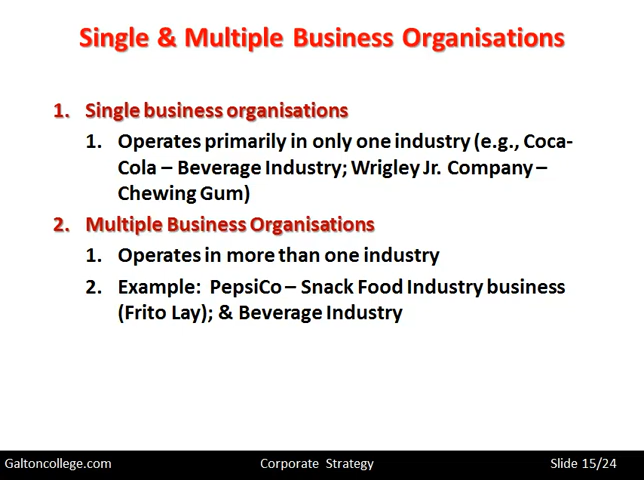 Single & Multiple Business Organisations
1. Single business organisations
1. Operates primarily in only one industry (e.g., Coca-
Cola – Beverage Industry; Wrigley Jr. Company –
Chewing Gum)
2. Multiple Business Organisations
1. Operates in more than one industry
2. Example: PepsiCo – Snack Food Industry business
(Frito Lay); & Beverage Industry
Galtoncollege.com Corporate Strategy Slide 15/24